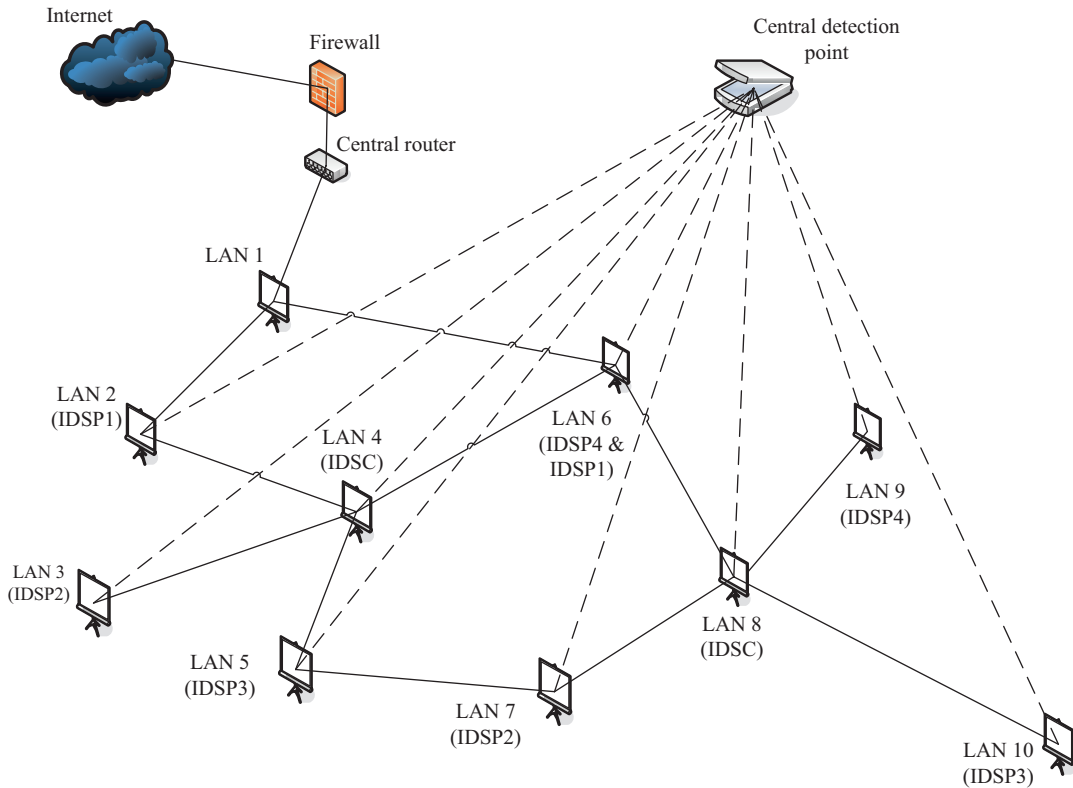 Internet
Firewall
Central detection
point
Central router
LAN 1
LAN 2
(IDSP1)
LAN 4
(IDSC)
LAN 6
(IDSP4 &
IDSP1)
LAN 9
(IDSP4)
LAN 3
(IDSP2)
LAN 8
(IDSC)
LAN 5
(IDSP3)
LAN 7
(IDSP2)
LAN 10
(IDSP3)